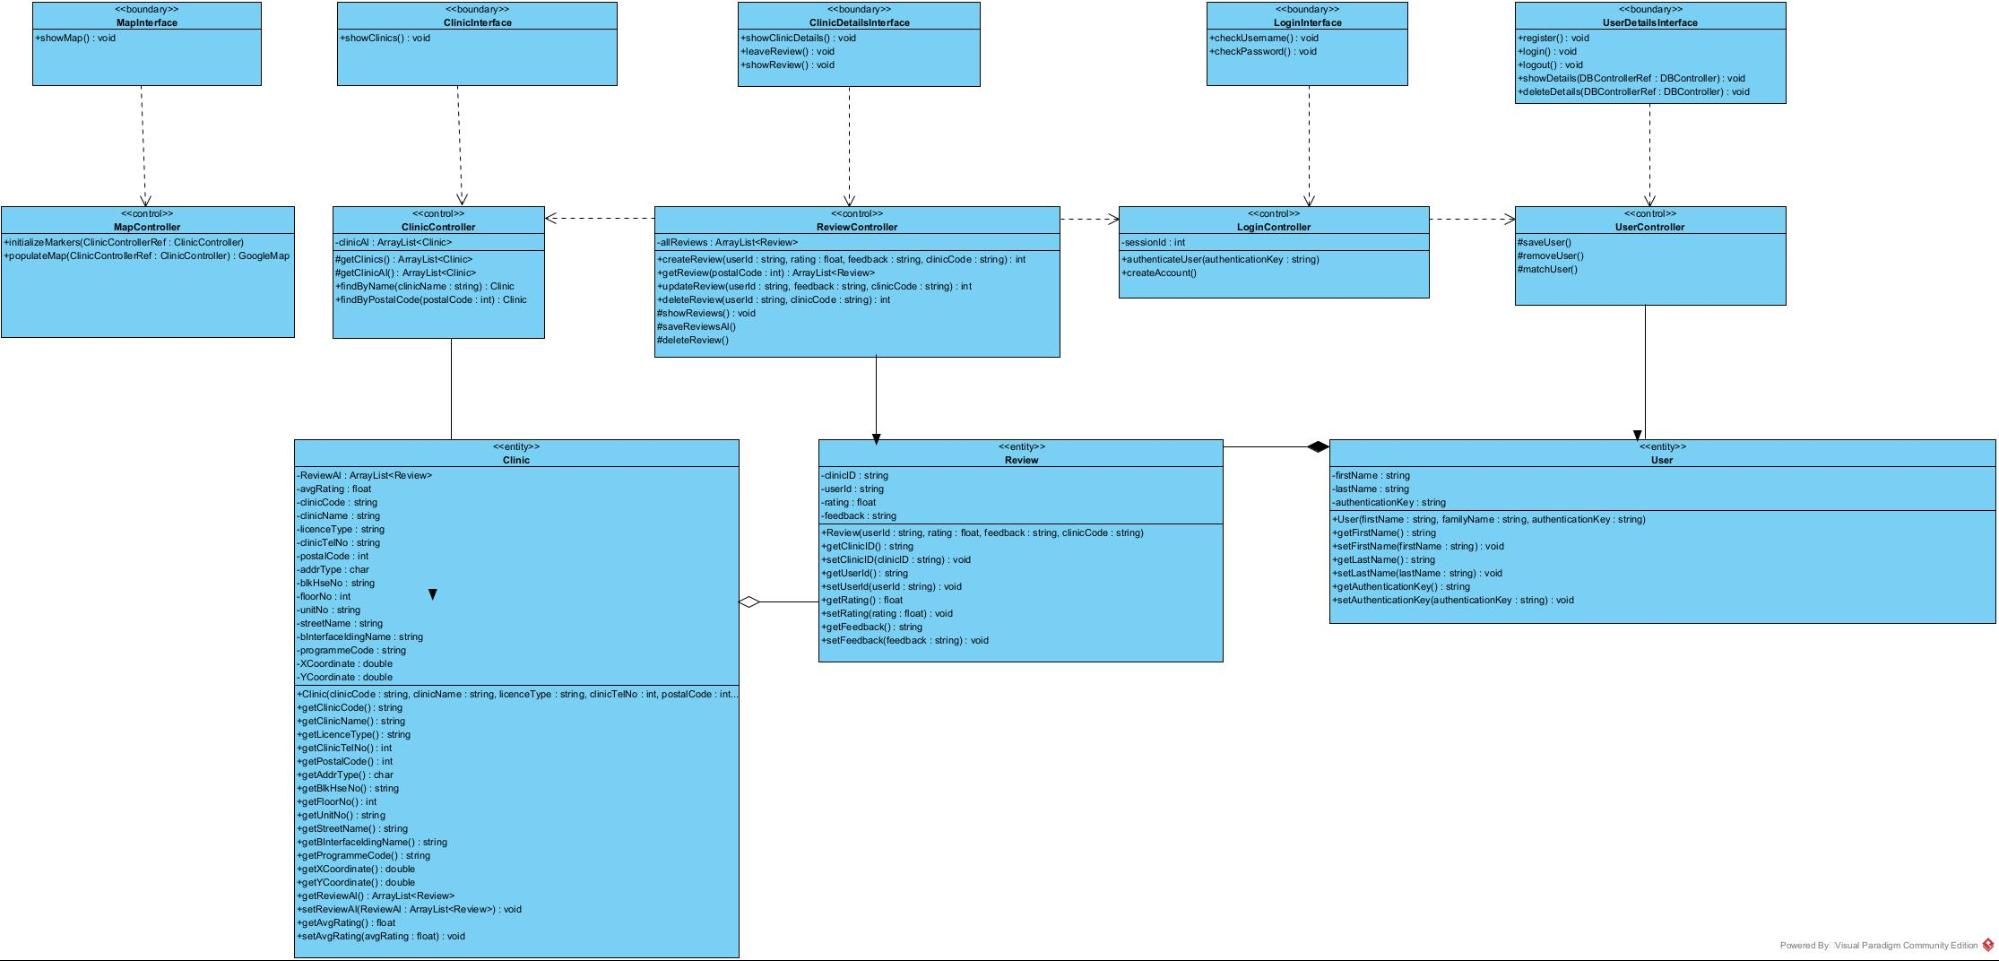 <<boundary>>
MapInterface
+showMap() : void
<<boundary>>
ClinicInterface
+showClinics() : void
<<boundary>>
ClinicDetailsInterface
+showClinicDetails() : void
+leaveReview() : void
+showReview() : void
<<boundary>>
LoginInterface
+checkUsername() : void
+checkPassword() : void
<<boundary>>
UserDetailsInterface
+register() : void
+login() : void
+logout() : void
+showDetails(DBControllerRef : DBController) : void
+deleteDetails(DBControllerRef : DBController) : void
<<control>>
MapController
+initializeMarkers(ClinicControllerRef : ClinicController)
+populateMap(ClinicControllerRef : ClinicController) : GoogleMap
<<control>>
ClinicController
-clinicAl : ArrayList<Clinic>
#getClinics() : ArrayList<Clinic>
#getClinicAl() : ArrayList<Clinic>
+findByName(clinicName : string) : Clinic
+findByPostalCode(postalCode : int) : Clinic
<<control>>
ReviewController
-allReviews : ArrayList<Review>
+createReview(userId : string, rating : float, feedback : string, clinicCode : string) : int
+getReview(postalCode : int) : ArrayList<Review>
+updateReview(userId : string, feedback : string, clinicCode : string) : int
+deleteReview(userId : string, clinicCode : string) : int
#showReviews() : void
#saveReviewsAl()
#deleteReview()
<<control>>
LoginController
-sessionId : int
+authenticateUser(authenticationKey : string)
+createAccount()
<<control>>
UserController
#saveUser()
#removeUser()
#matchUser()
<<entity>>
Clinic
-ReviewAl : ArrayList<Review>
-avgRating : float
-clinicCode : string
-clinicName : string
-licenceType : string
-clinicTelNo : string
-postalCode : int
-addrType : char
-blkHseNo : string
-floorNo : int
-unitNo : string
-streetName : string
-bInterfaceldingName : string
-programmeCode : string
-XCoordinate : double
-YCoordinate : double
+Clinic(clinicCode : string, clinicName : string, licenceType : string, clinicTelNo : int, postalCode : int...
+getClinicCode() : string
+getClinicName() : string
+getLicenceType() : string
+getClinicTelNo() : int
+getPostalCode() : int
+getAddrType() : char
+getBlkHseNo() : string
+getFloorNo() : int
+getUnitNo() : string
+getStreetName() : string
+getBInterfaceldingName() : string
+getProgrammeCode() : string
+getXCoordinate() : double
+getYCoordinate() : double
+getReviewAl() : ArrayList<Review>
+setReviewAl(ReviewAl : ArrayList<Review>) : void
+getAvgRating() : float
+setAvgRating(avgRating : float) : void
<<entity>>
Review
-clinicID : string
-userId : string
-rating : float
-feedback : string
+Review(userId : string, rating : float, feedback : string, clinicCode : string)
+getClinicID() : string
+setClinicID(clinicID : string) : void
+getUserId() : string
+setUserId(userId : string) : void
+getRating() : float
+setRating(rating : float) : void
+getFeedback() : string
+setFeedback(feedback : string) : void
<<entity>>
User
-firstName : string
-lastName : string
-authenticationKey : string
+User(firstName : string, familyName : string, authenticationKey : string)
+getFirstName() : string
+setFirstName(firstName : string) : void
+getLastName() : string
+setLastName(lastName : string) : void
+getAuthenticationKey() : string
+setAuthenticationKey(authenticationKey : string) : void
Powered By Visual Paradigm Community Edition